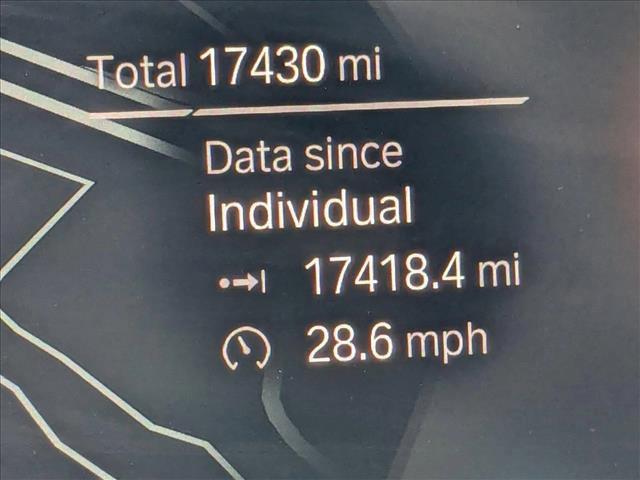 Total 17430 mi
Data since
Individual
17418.4 mi
28.6 mph